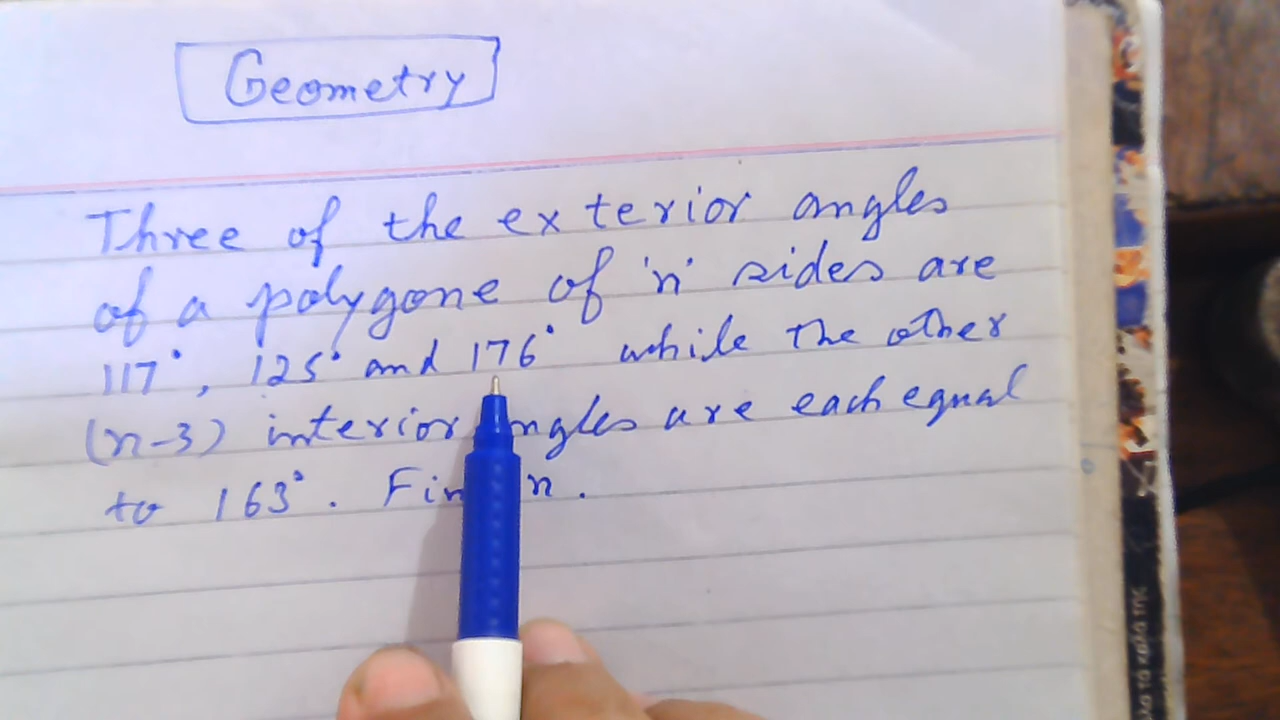 Geometry
Three of the exterior angles
of a polygone of 'n' sides are
117°, 125° and 176° while the other
(n-3) interior angles are each equal
to 163°. Find n.